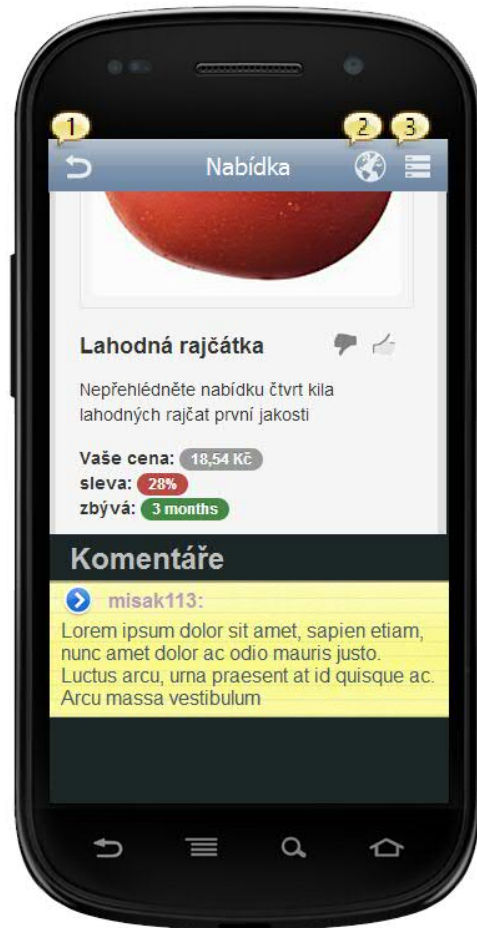 1
2
3
Nabídka
Lahodná rajčátka
Nepřehlédněte nabídku čtvrt kila
lahodných rajčat první jakosti
Vaše cena: 18,54 Kč
sleva: 28%
zbývá: 3 months
Komentáře
misak113:
Lorem ipsum dolor sit amet, sapien etiam,
nunc amet dolor ac odio mauris justo.
Luctus arcu, urna praesent at id quisque ac.
Arcu massa vestibulum